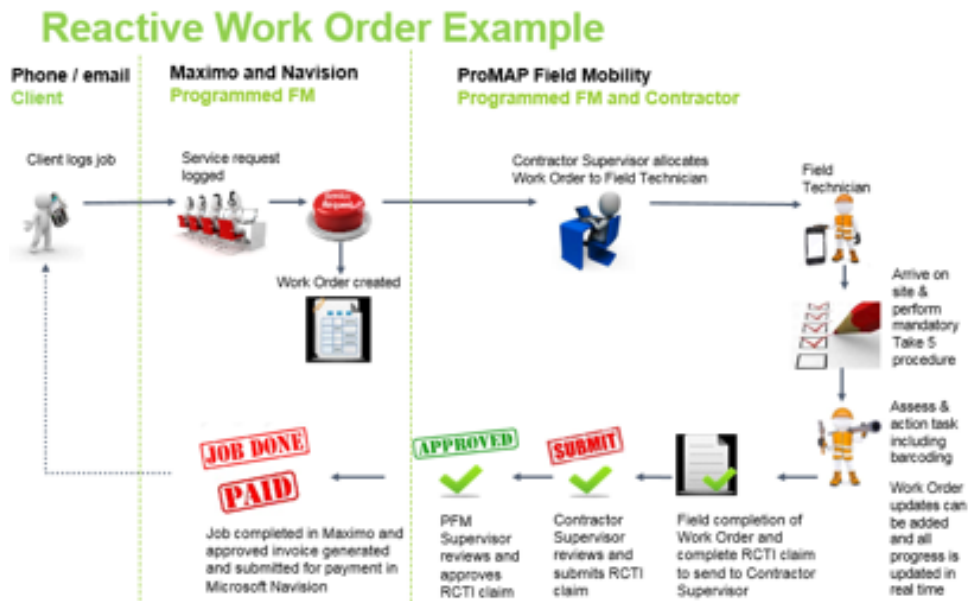 Reactive Work Order Example
Phone / email
Client
Maximo and Navision
Programmed FM
ProMAP Field Mobility
Programmed FM and Contractor
Client logs job
Service request
logged
Contractor Supervisor allocates
Work Order to Field Technician
Field
Technician
Work Order created
Arrive on
site &
perform
mandatory
Take 5
procedure
Assess &
action task
including
barcoding
Work Order
updates can
be added
and all
progress is
updated in
real time
JOB DONE
PAID
Job completed in Maximo and
approved invoice generated
and submitted for payment in
Microsoft Navision
APPROVED
PFM
Supervisor
reviews and
approves
RCTI claim
SUBMIT
Contractor
Supervisor
reviews and
submits RCTI
claim
Field completion of
Work Order and
complete RCTI claim
to send to Contractor
Supervisor